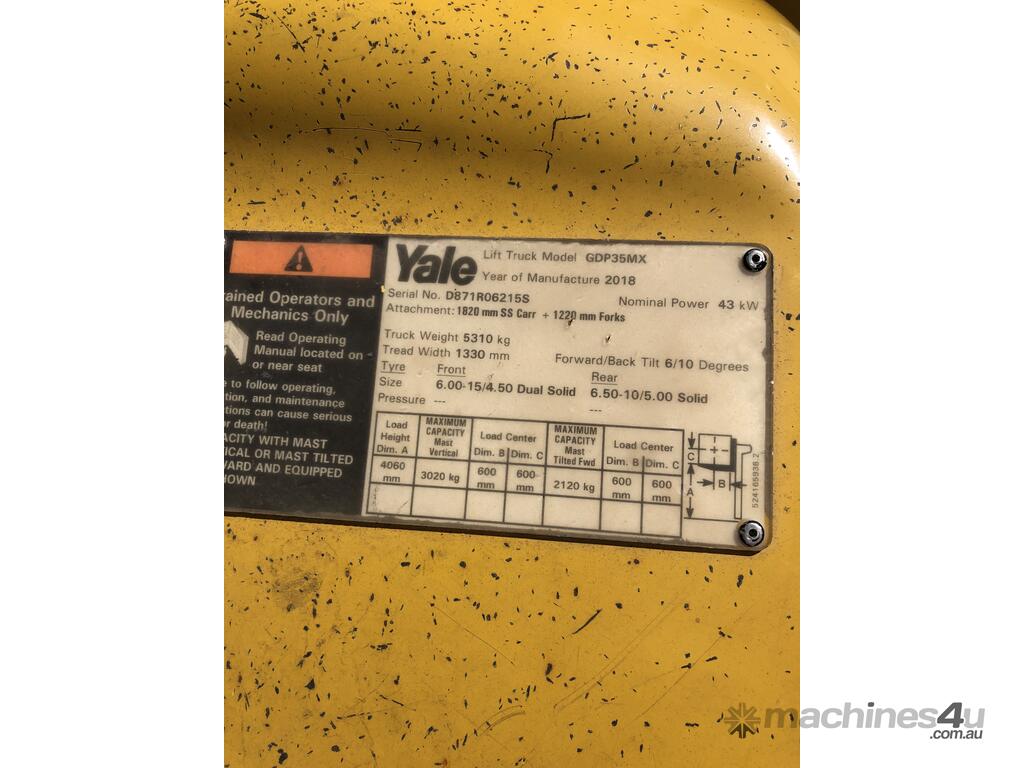 rained Operators and
Mechanics Only
Read Operating
Manual located on
or near seat
e to follow operating,
tion, and maintenance
tions can cause serious
or death!
ACITY WITH MAST
ICAL OR MAST TILTED
VARD AND EQUIPPED
HOWN
Yale
Lift Truck Model GDP35MX
Year of Manufacture 2018
Serial No. D871R06215S
Nominal Power 43 kW
Attachment: 1820 mm SS Carr + 1220 mm Forks
Truck Weight 5310 kg
Tread Width 1330 mm
Forward/Back Tilt 6/10 Degrees
Tyre Front Rear
Size 6.00-15/4.50 Dual Solid 6.50-10/5.00 Solid
Pressure --- ---
Load Height Dim. A
MAXIMUM CAPACITY Mast Vertical
Load Center
Dim. B Dim. C
MAXIMUM CAPACITY Mast Tilted Fwd
Load Center
Dim. B Dim. C
4060 mm 3020 kg 600 mm 600 mm 2120 kg 600 mm 600 mm
C
A
B
524165936.2
machines4u
.com.au